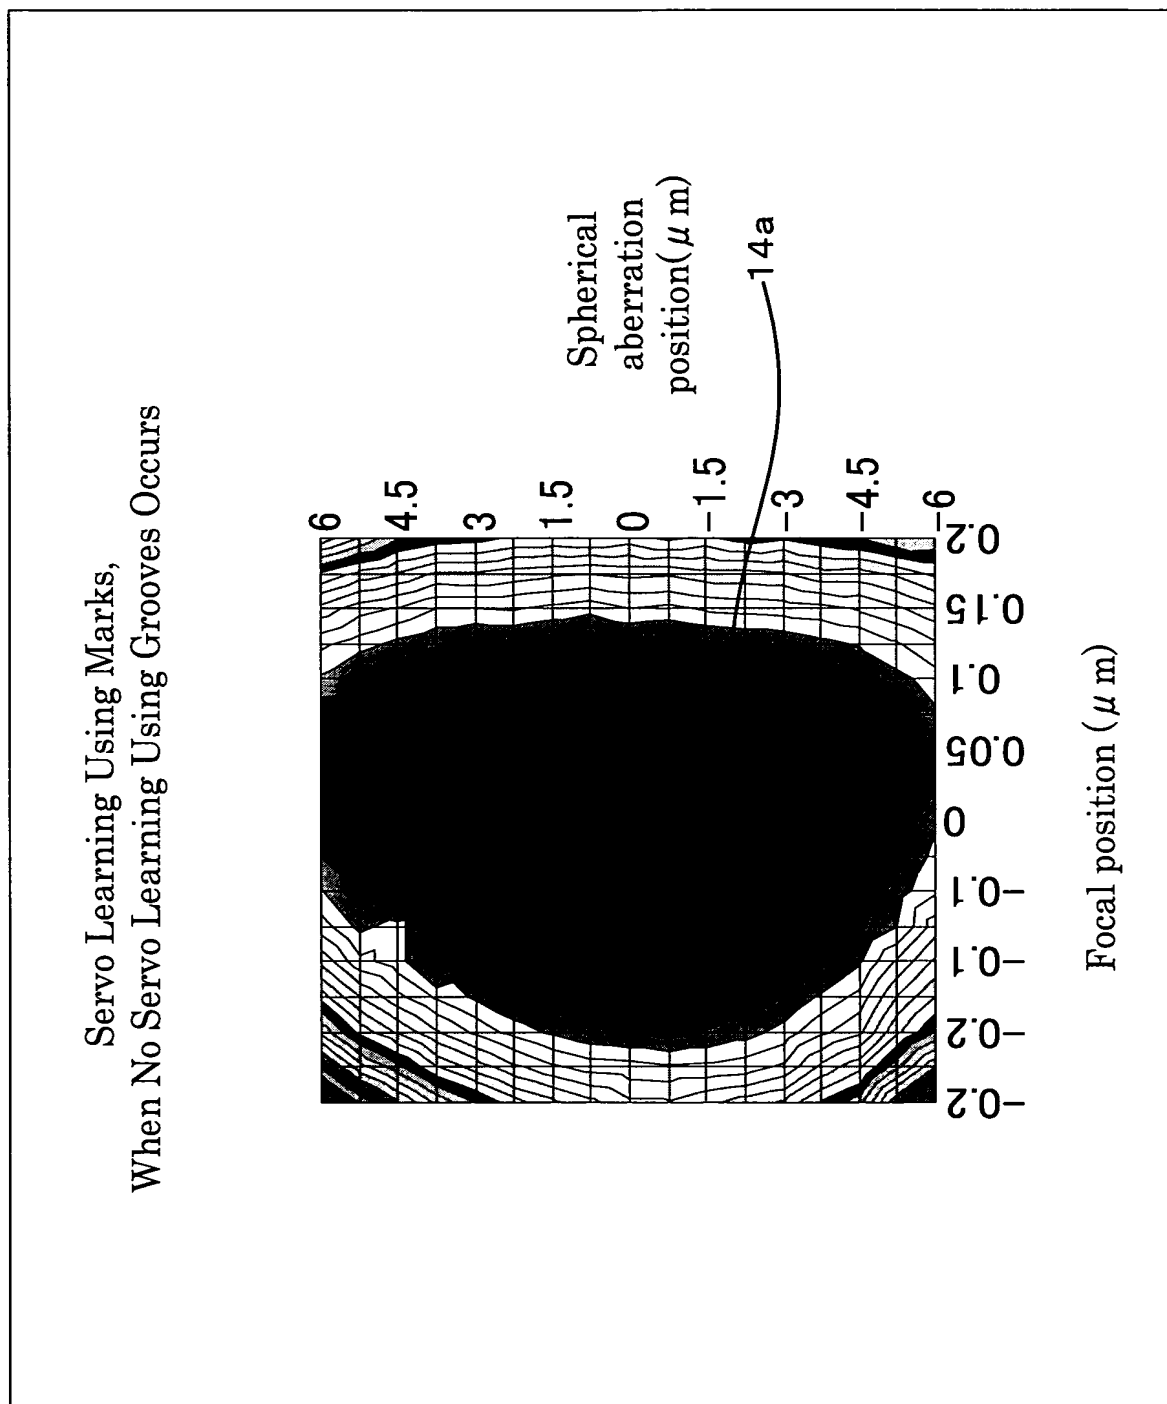 Servo Learning Using Marks,
When No Servo Learning Using Grooves Occurs
Spherical
aberration
position(μm)
14a
6
4.5
3
1.5
0
-1.5
-3
-4.5
-6
-0.2
-0.2
-0.1
-0.1
0
0.05
0.1
0.15
0.2
Focal position (μm)